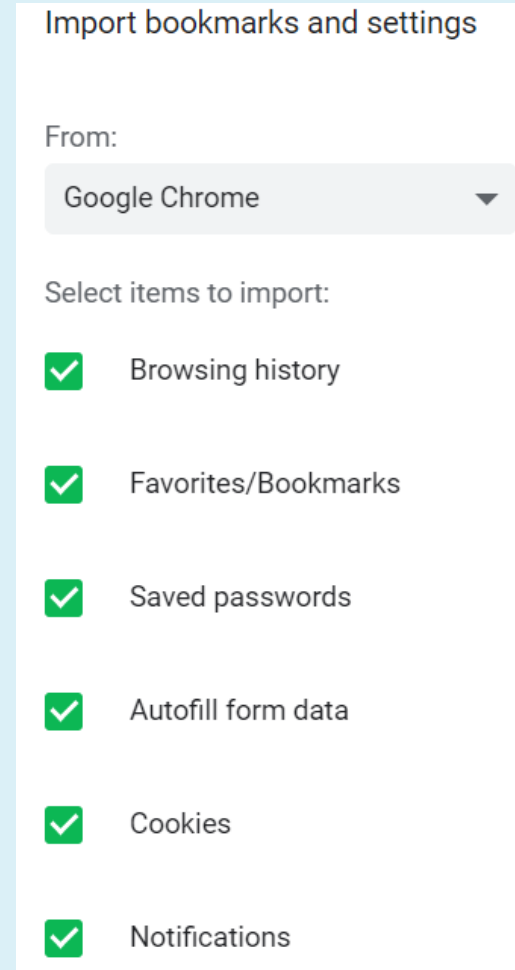 Import bookmarks and settings
From:
Google Chrome
Select items to import:
Browsing history
Favorites/Bookmarks
Saved passwords
Autofill form data
Cookies
Notifications